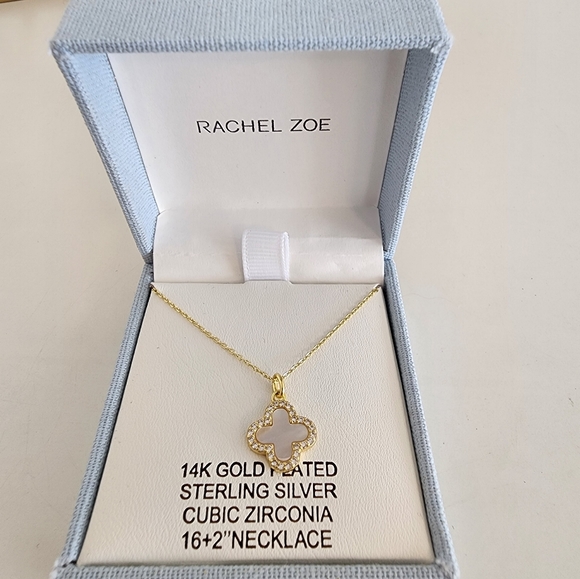 RACHEL ZOE
14K GOLD PLATED
STERLING SILVER
CUBIC ZIRCONIA
16+2”NECKLACE